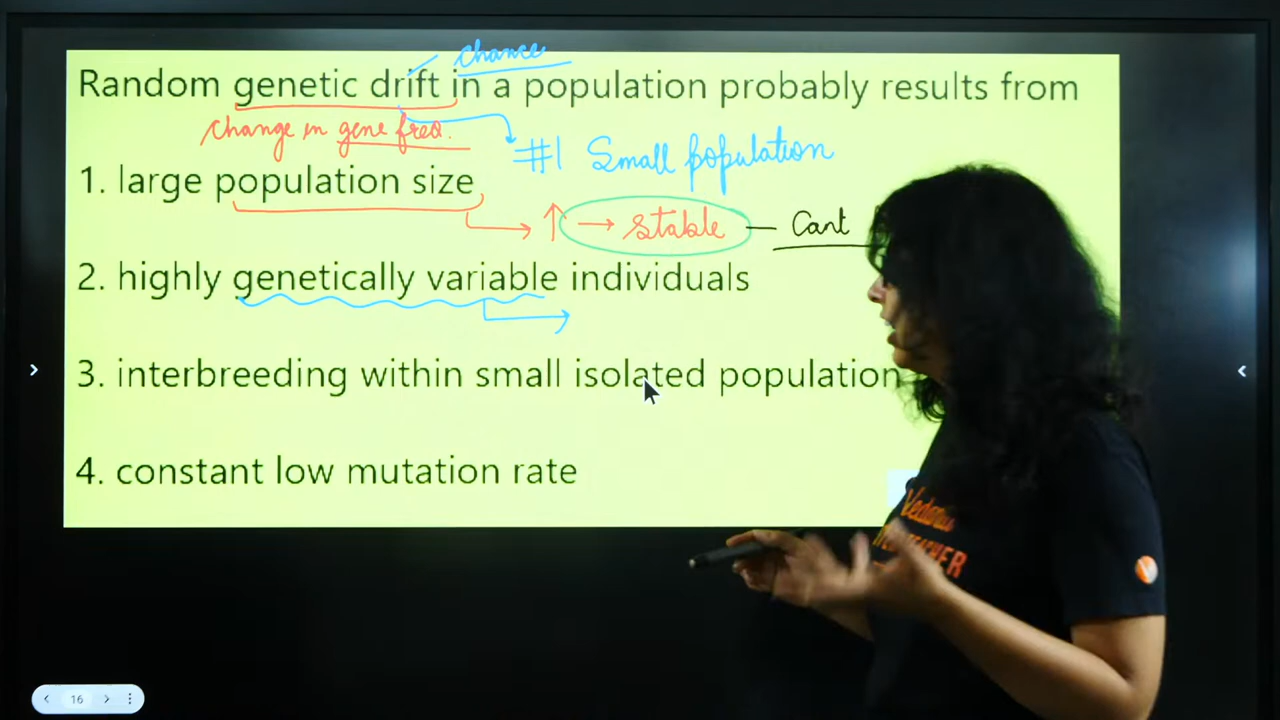 chance
Random genetic drift in a population probably results from
change in gene freq.
#1 Small population
1. large population size
↑ → stable — Cant
2. highly genetically variable individuals
3. interbreeding within small isolated population
4. constant low mutation rate
Vedantu
TEACHER
16